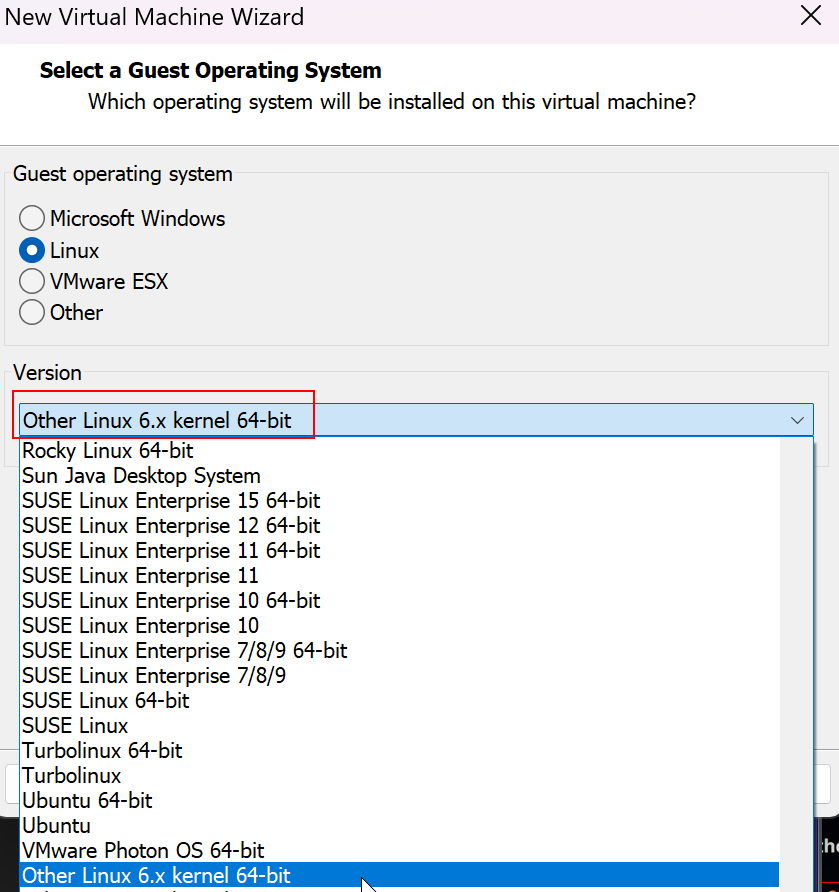 New Virtual Machine Wizard
Select a Guest Operating System
Which operating system will be installed on this virtual machine?
Guest operating system
Microsoft Windows
Linux
VMware ESX
Other
Version
Other Linux 6.x kernel 64-bit
Rocky Linux 64-bit
Sun Java Desktop System
SUSE Linux Enterprise 15 64-bit
SUSE Linux Enterprise 12 64-bit
SUSE Linux Enterprise 11 64-bit
SUSE Linux Enterprise 11
SUSE Linux Enterprise 10 64-bit
SUSE Linux Enterprise 10
SUSE Linux Enterprise 7/8/9 64-bit
SUSE Linux Enterprise 7/8/9
SUSE Linux 64-bit
SUSE Linux
Turbolinux 64-bit
Turbolinux
Ubuntu 64-bit
Ubuntu
VMware Photon OS 64-bit
Other Linux 6.x kernel 64-bit